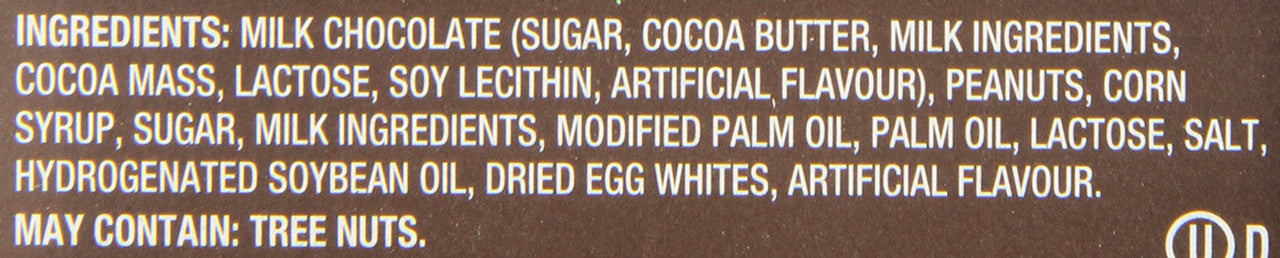 INGREDIENTS: MILK CHOCOLATE (SUGAR, COCOA BUTTER, MILK INGREDIENTS,
COCOA MASS, LACTOSE, SOY LECITHIN, ARTIFICIAL FLAVOUR), PEANUTS, CORN
SYRUP, SUGAR, MILK INGREDIENTS, MODIFIED PALM OIL, PALM OIL, LACTOSE, SALT,
HYDROGENATED SOYBEAN OIL, DRIED EGG WHITES, ARTIFICIAL FLAVOUR.
MAY CONTAIN: TREE NUTS.
U D